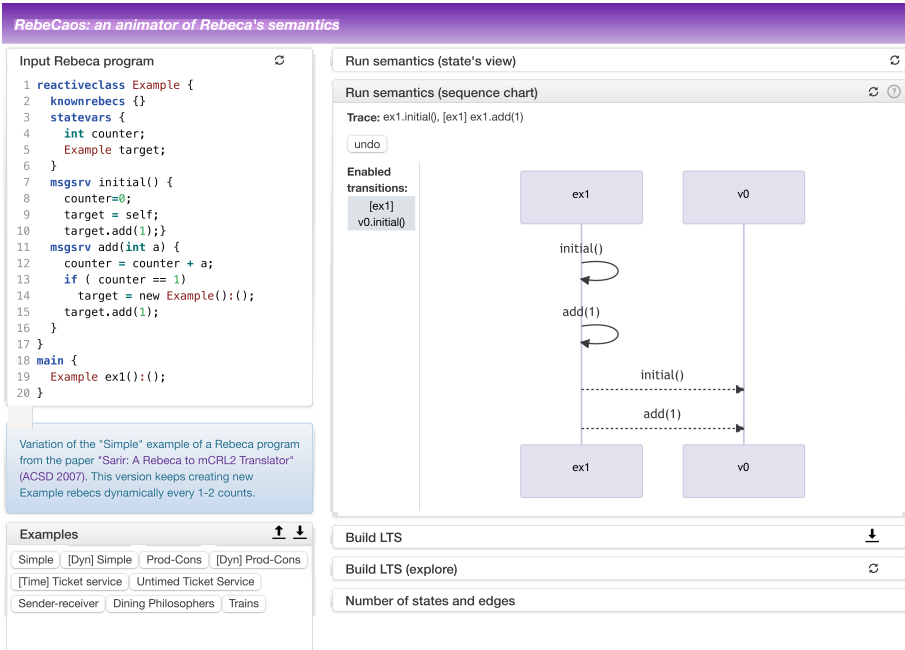 RebeCaos: an animator of Rebeca's semantics
Input Rebeca program
1 reactiveclass Example {
2   knownrebecs {}
3   statevars {
4     int counter;
5     Example target;
6   }
7   msgsrv initial() {
8     counter=0;
9     target = self;
10     target.add(1);}
11   msgsrv add(int a) {
12     counter = counter + a;
13     if ( counter == 1)
14       target = new Example():();
15     target.add(1);
16   }
17 }
18 main {
19   Example ex1():();
20 }
Variation of the "Simple" example of a Rebeca program
from the paper "Sarir: A Rebeca to mCRL2 Translator"
(ACSD 2007). This version keeps creating new
Example rebecs dynamically every 1-2 counts.
Examples
Simple [Dyn] Simple Prod-Cons [Dyn] Prod-Cons
[Time] Ticket service Untimed Ticket Service
Sender-receiver Dining Philosophers Trains
Run semantics (state's view)
Run semantics (sequence chart)
?
Trace: ex1.initial(), [ex1] ex1.add(1)
undo
Enabled
transitions:
[ex1]
v0.initial()
ex1 v0
initial()
add(1)
initial()
add(1)
ex1 v0
Build LTS
Build LTS (explore)
Number of states and edges